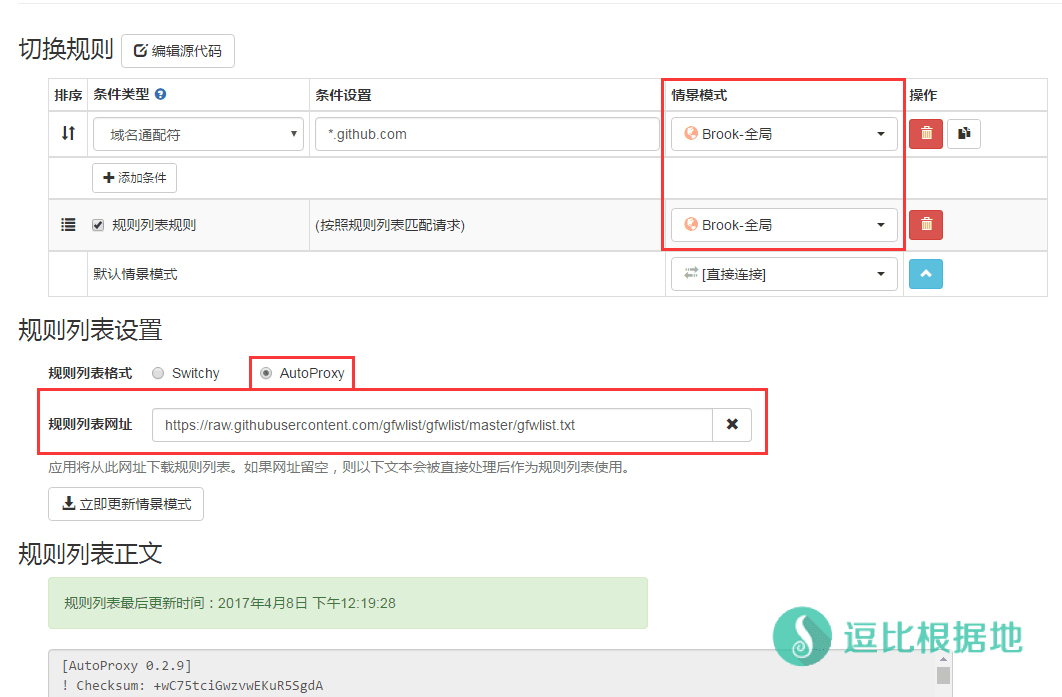 切换规则 编辑源代码
排序 条件类型 条件设置 情景模式 操作
域名通配符 *.github.com Brook-全局
添加条件
规则列表规则 (按照规则列表匹配请求) Brook-全局
默认情景模式 [直接连接]
规则列表设置
规则列表格式 Switchy AutoProxy
规则列表网址 https://raw.githubusercontent.com/gfwlist/gfwlist/master/gfwlist.txt
应用将从此网址下载规则列表。如果网址留空，则以下文本会被直接处理后作为规则列表使用。
立即更新情景模式
规则列表正文
规则列表最后更新时间：2017年4月8日 下午12:19:28
逗比根据地
[AutoProxy 0.2.9]
! Checksum: +wC75tciGwzvwEKuR5SgdA